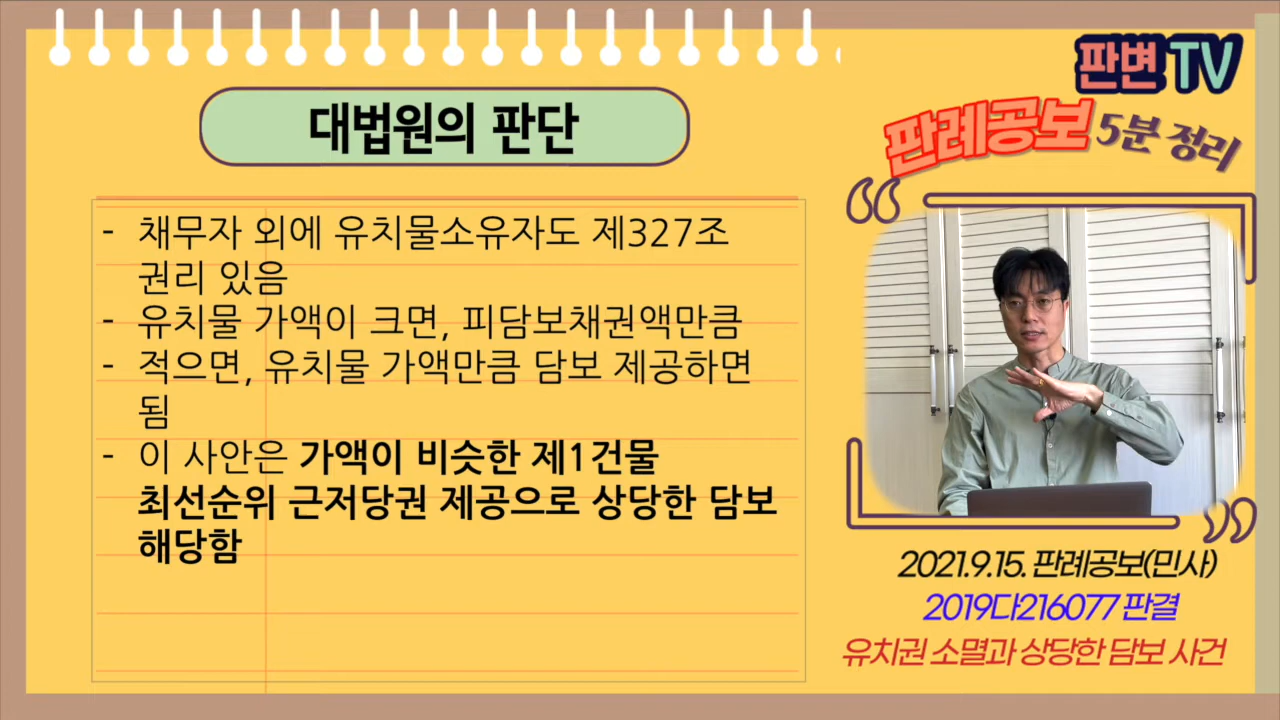 판변 TV
판례공보 5분 정리
대법원의 판단
- 채무자 외에 유치물소유자도 제327조
권리 있음
- 유치물 가액이 크면, 피담보채권액만큼
- 적으면, 유치물 가액만큼 담보 제공하면
됨
- 이 사안은 가액이 비슷한 제1건물
최선순위 근저당권 제공으로 상당한 담보
해당함
2021.9.15. 판례공보(민사)
2019다216077 판결
유치권 소멸과 상당한 담보 사건